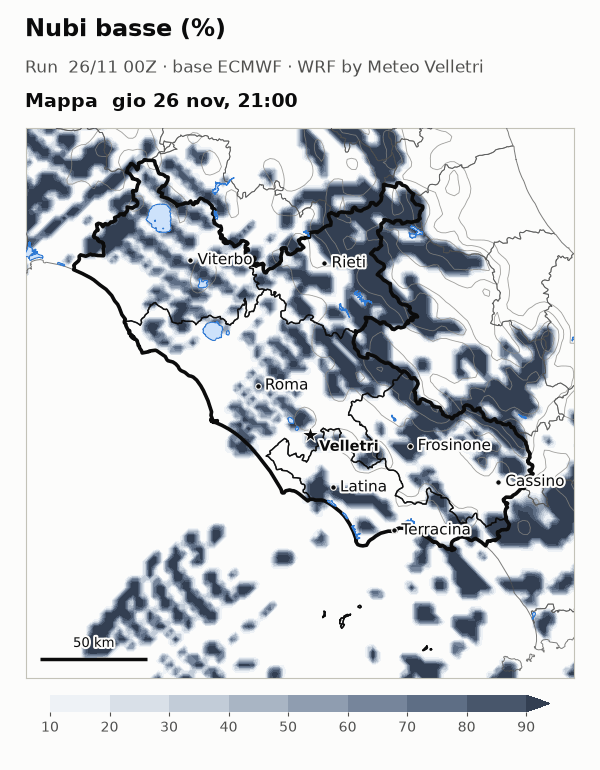 Nubi basse (%)
Run  26/11 00Z · base ECMWF · WRF by Meteo Velletri
Mappa  gio 26 nov, 21:00
Viterbo
Rieti
Roma
Velletri
Frosinone
Cassino
Latina
Terracina
50 km
10 20 30 40 50 60 70 80 90